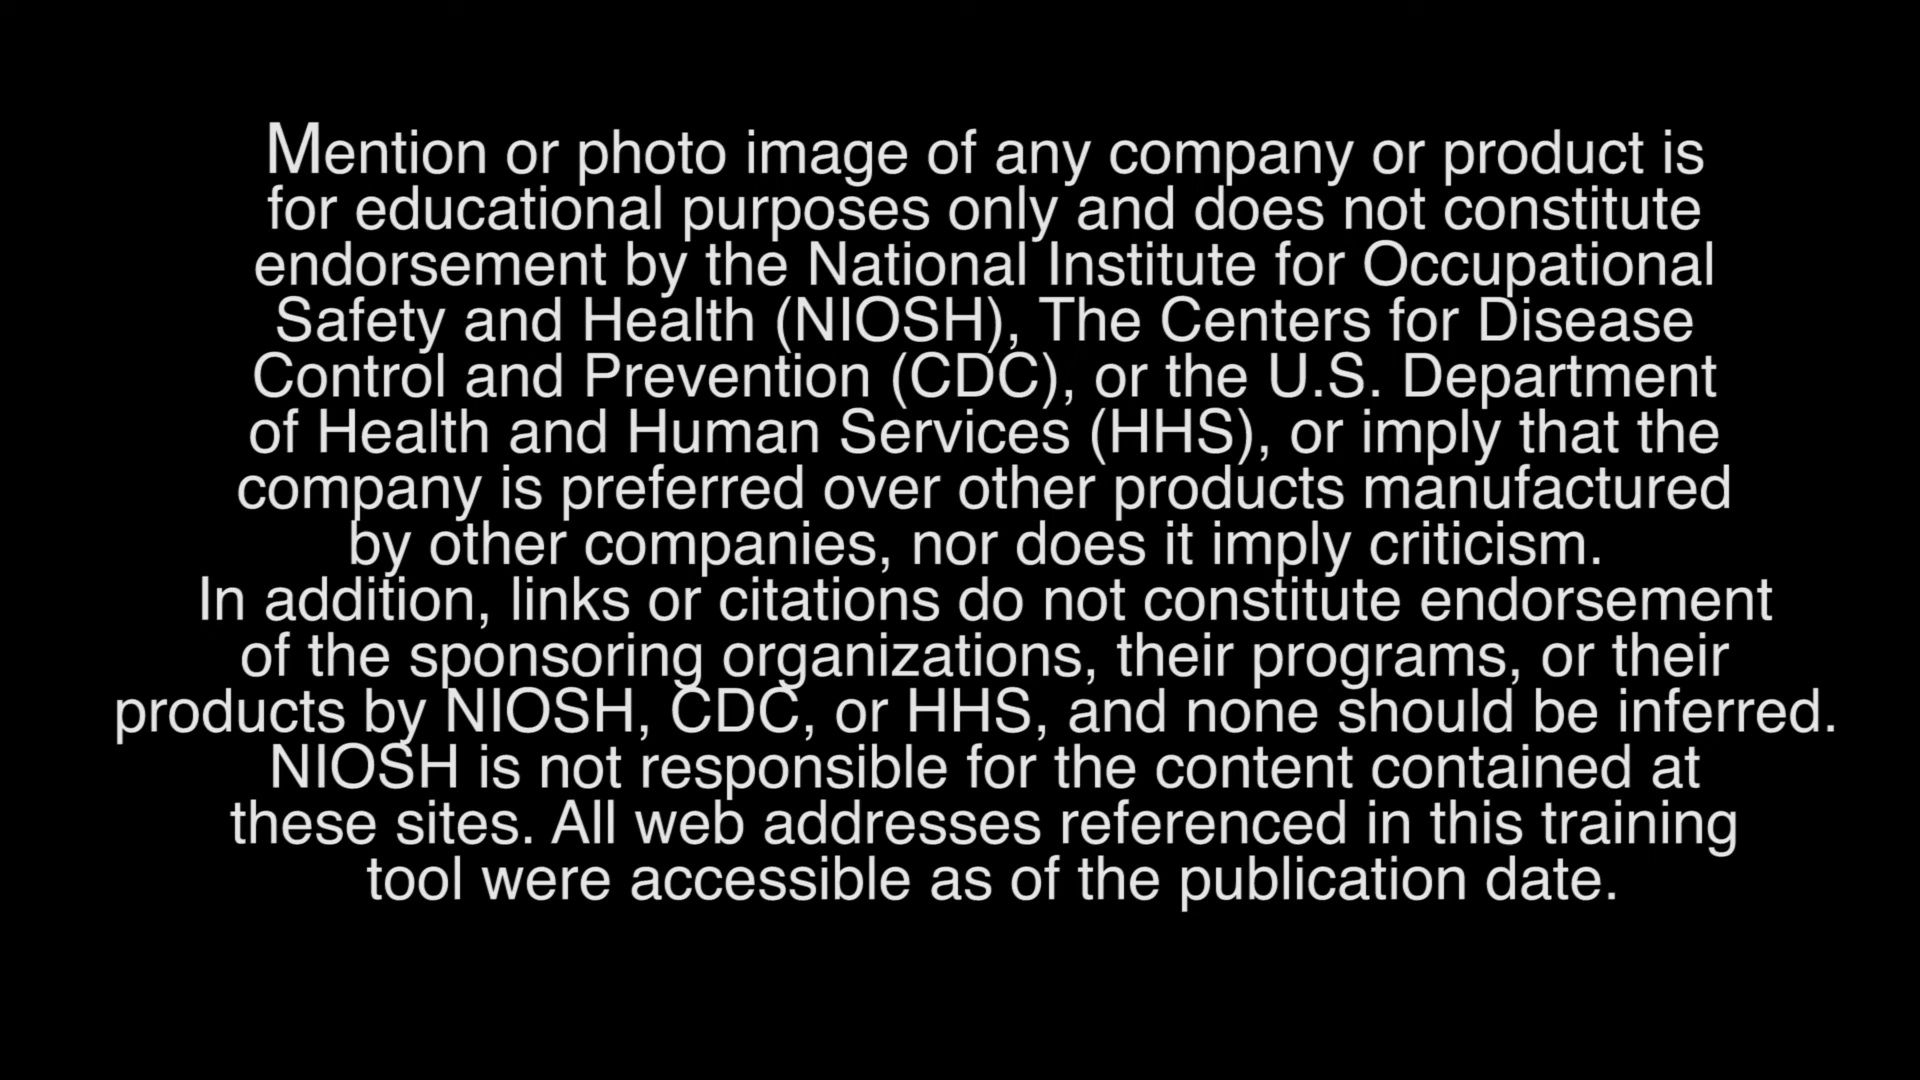 Mention or photo image of any company or product is
for educational purposes only and does not constitute
endorsement by the National Institute for Occupational
Safety and Health (NIOSH), The Centers for Disease
Control and Prevention (CDC), or the U.S. Department
of Health and Human Services (HHS), or imply that the
company is preferred over other products manufactured
by other companies, nor does it imply criticism.
In addition, links or citations do not constitute endorsement
of the sponsoring organizations, their programs, or their
products by NIOSH, CDC, or HHS, and none should be inferred.
NIOSH is not responsible for the content contained at
these sites. All web addresses referenced in this training
tool were accessible as of the publication date.